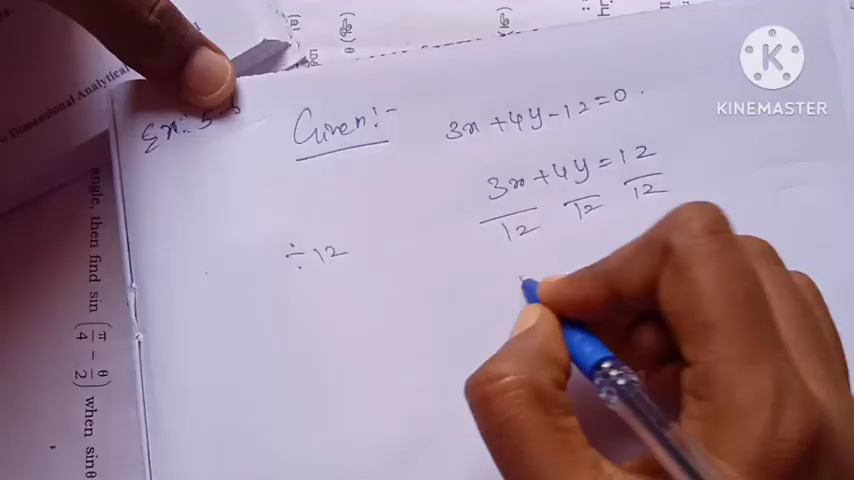 KINEMASTER
Ex:- 5.6
Given:-
3x + 4y - 12 = 0.
3x + 4y = 12
÷ 12
12 12 12
Dimensional Analytical
angle, then find sin (π/4 − θ/2) when sinθ